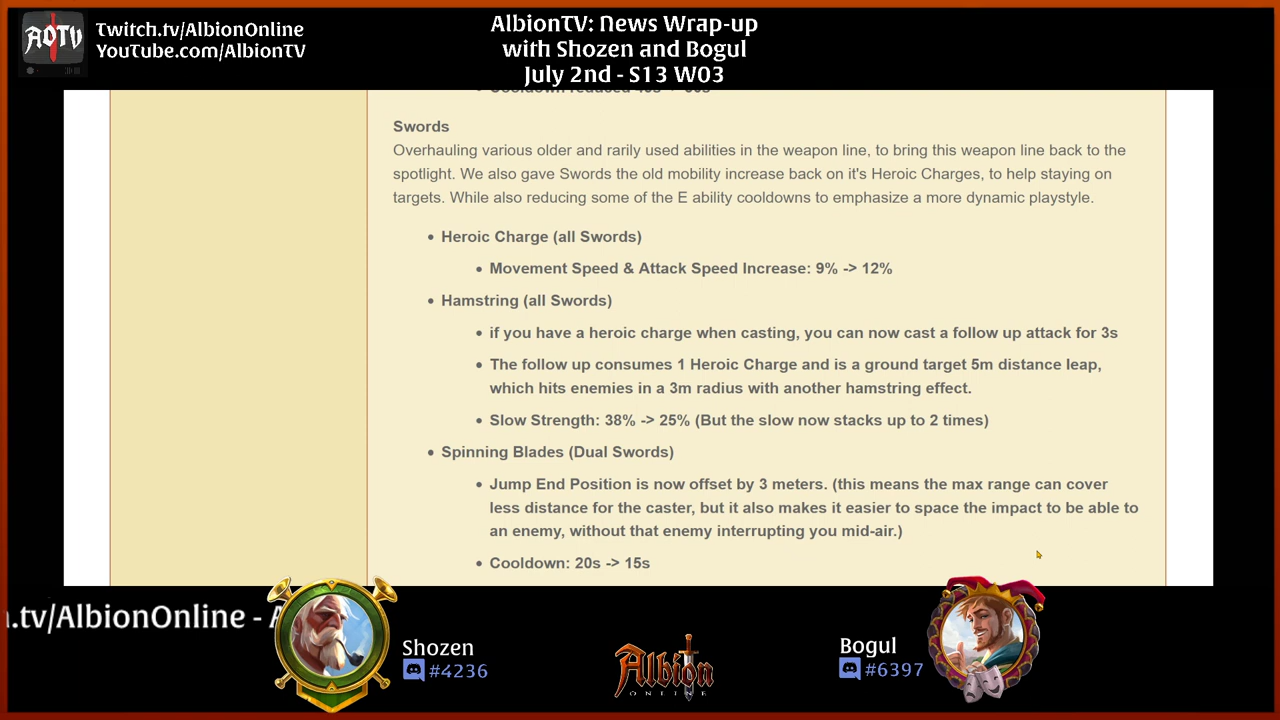 AOTV
Twitch.tv/AlbionOnline
YouTube.com/AlbionTV
AlbionTV: News Wrap-up
with Shozen and Bogul
July 2nd - S13 W03
Swords
Overhauling various older and rarily used abilities in the weapon line, to bring this weapon line back to the
spotlight. We also gave Swords the old mobility increase back on it's Heroic Charges, to help staying on
targets. While also reducing some of the E ability cooldowns to emphasize a more dynamic playstyle.
• Heroic Charge (all Swords)
• Movement Speed & Attack Speed Increase: 9% -> 12%
• Hamstring (all Swords)
• if you have a heroic charge when casting, you can now cast a follow up attack for 3s
• The follow up consumes 1 Heroic Charge and is a ground target 5m distance leap,
which hits enemies in a 3m radius with another hamstring effect.
• Slow Strength: 38% -> 25% (But the slow now stacks up to 2 times)
• Spinning Blades (Dual Swords)
• Jump End Position is now offset by 3 meters. (this means the max range can cover
less distance for the caster, but it also makes it easier to space the impact to be able to
an enemy, without that enemy interrupting you mid-air.)
• Cooldown: 20s -> 15s
.tv/AlbionOnline -
Shozen
#4236
Albion
ONLINE
Bogul
#6397